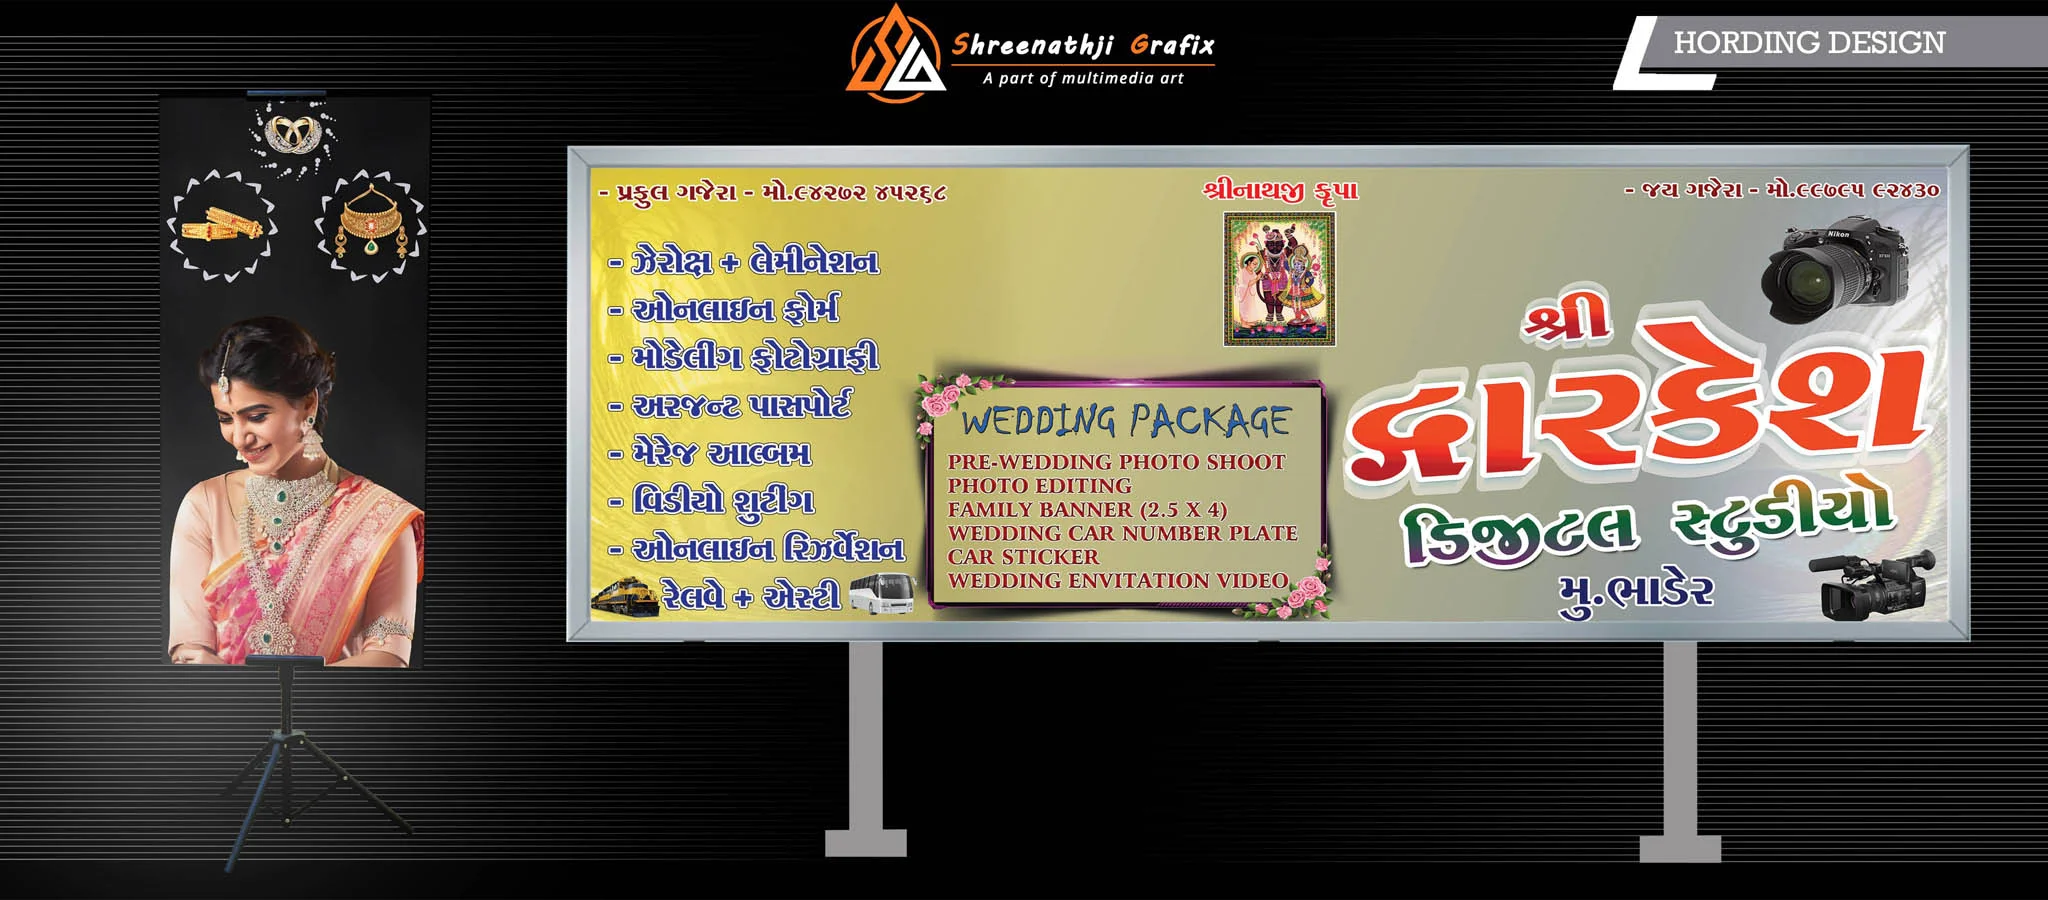 Shreenathji Grafix
A part of multimedia art
HORDING DESIGN
- પ્રફુલ ગજેરા - મો.૯૪૨૭૨ ૪૫૨૬૮
શ્રીનાથજી કૃપા
- જય ગજેરા - મો.૯૯૭૯૫ ૯૨૪૩૦
- ઝેરોક્ષ + લેમીનેશન
- ઓનલાઇન ફોર્મ
- મોડેલીગ ફોટોગ્રાફી
- અરજન્ટ પાસપોર્ટ
- મેરેજ આલ્બમ
- વિડીયો શુટીગ
- ઓનલાઇન રિઝર્વેશન
રેલવે + એસ્ટી
WEDDING PACKAGE
PRE-WEDDING PHOTO SHOOT
PHOTO EDITING
FAMILY BANNER (2.5 X 4)
WEDDING CAR NUMBER PLATE
CAR STICKER
WEDDING ENVITATION VIDEO
Nikon
શ્રી
દ્વારકેશ
ડિજીટલ સ્ટુડીયો
મુ.ભાડેર